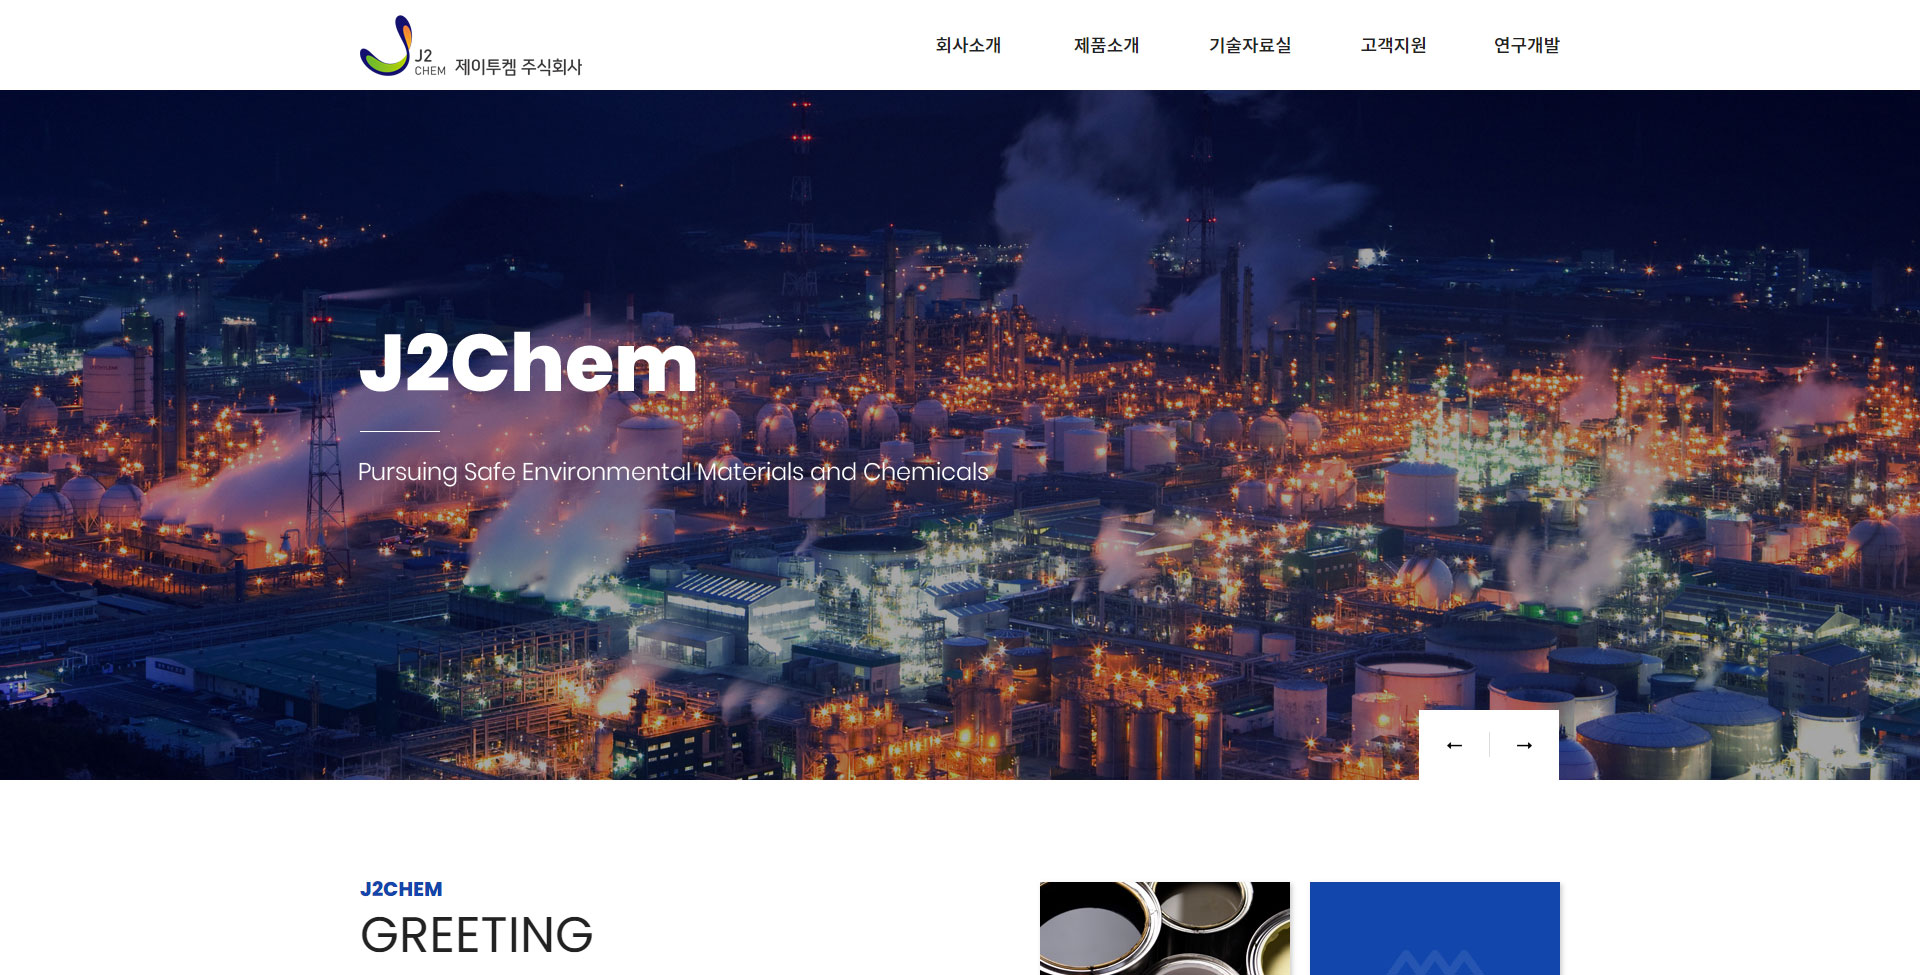 J2
CHEM 제이투켐 주식회사
회사소개 제품소개 기술자료실 고객지원 연구개발
J2Chem
Pursuing Safe Environmental Materials and Chemicals
J2CHEM
GREETING